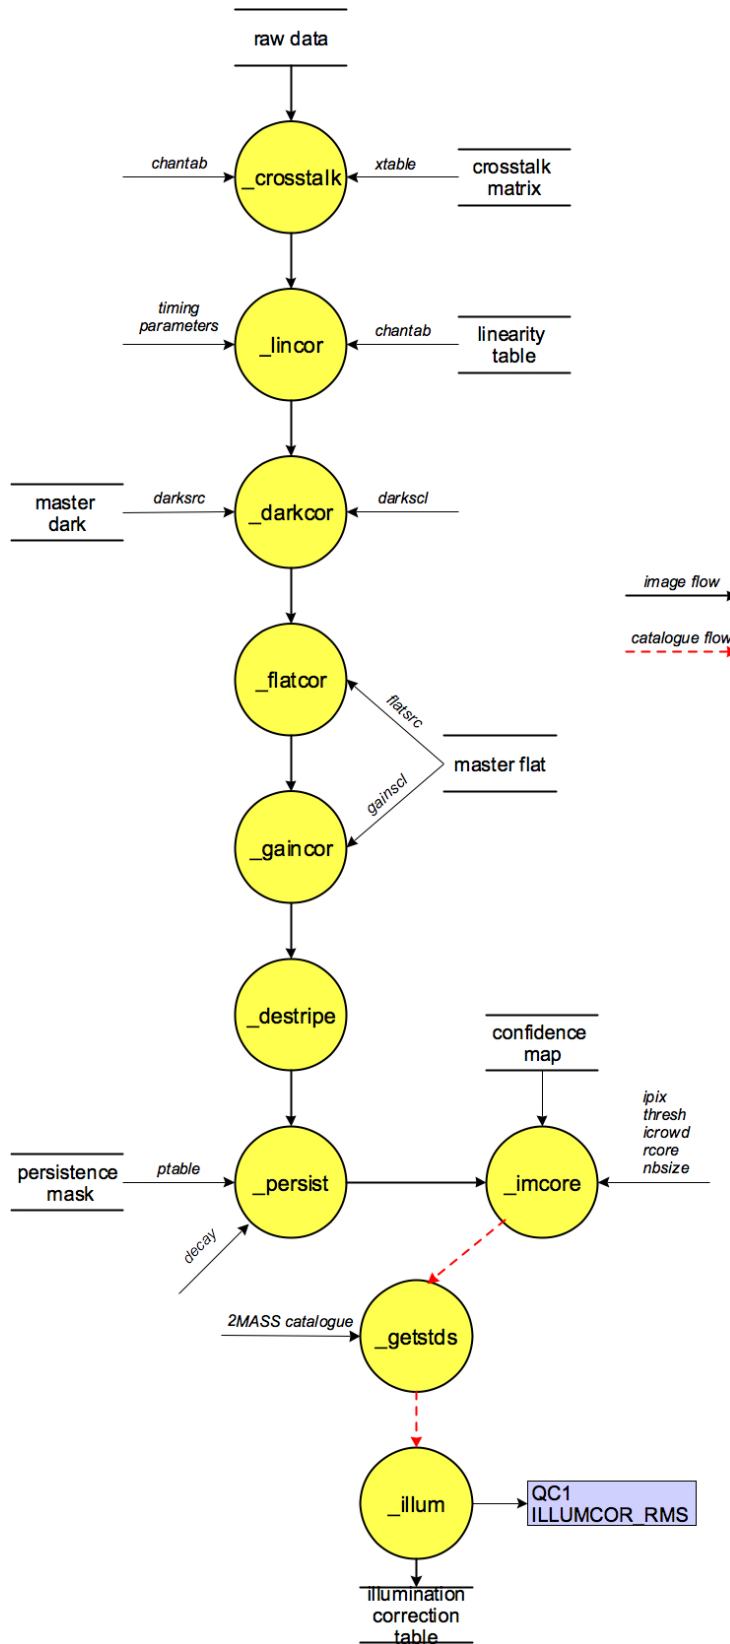 raw data
chantab
_crosstalk
xtable
crosstalk
matrix
timing
parameters
_lincor
chantab
linearity
table
master
dark
darksrc
_darkcor
darkscl
image flow
catalogue flow
_flatcor
flatsrc
master flat
gainscl
_gaincor
_destripe
confidence
map
ipix
thresh
icrowd
rcore
nbsize
persistence
mask
ptable
_persist
_imcore
decay
2MASS catalogue
_getstds
_illum
QC1
ILLUMCOR_RMS
illumination
correction
table